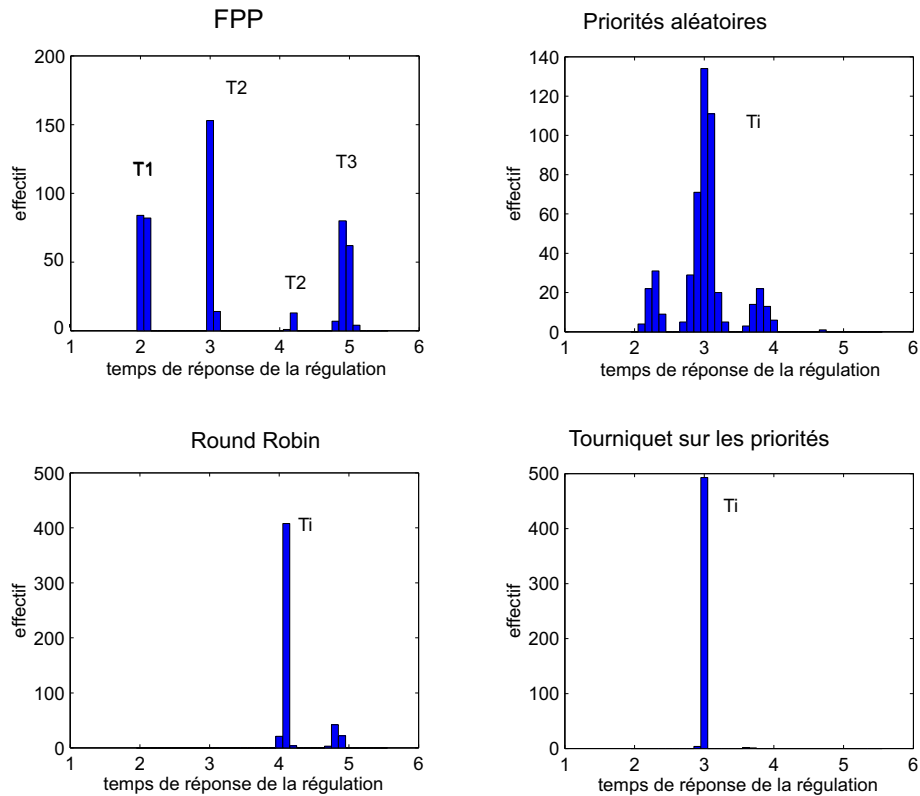 FPP
Priorités aléatoires
200
150
100
50
0
effectif
T1
T2
T2
T3
1 2 3 4 5 6
temps de réponse de la régulation
140
120
100
80
60
40
20
0
effectif
Ti
1 2 3 4 5 6
temps de réponse de la régulation
Round Robin
Tourniquet sur les priorités
500
400
300
200
100
0
effectif
Ti
1 2 3 4 5 6
temps de réponse de la régulation
500
400
300
200
100
0
effectif
Ti
1 2 3 4 5 6
temps de réponse de la régulation